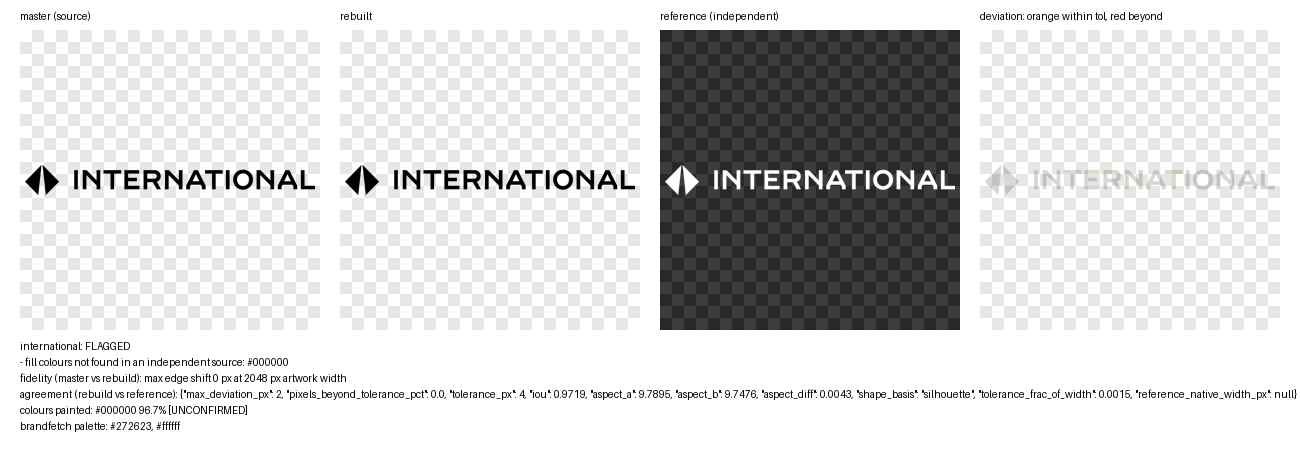 master (source)
rebuilt
reference (independent)
deviation: orange within tol, red beyond
INTERNATIONAL
INTERNATIONAL
INTERNATIONAL
INTERNATIONAL
international: FLAGGED
- fill colours not found in an independent source: #000000
fidelity (master vs rebuild): max edge shift 0 px at 2048 px artwork width
agreement (rebuild vs reference): {"max_deviation_px": 2, "pixels_beyond_tolerance_pct": 0.0, "tolerance_px": 4, "iou": 0.9719, "aspect_a": 9.7895, "aspect_b": 9.7476, "aspect_diff": 0.0043, "shape_basis": "silhouette", "tolerance_frac_of_width": 0.0015, "reference_native_width_px": null}
colours painted: #000000 96.7% [UNCONFIRMED]
brandfetch palette: #272623, #ffffff